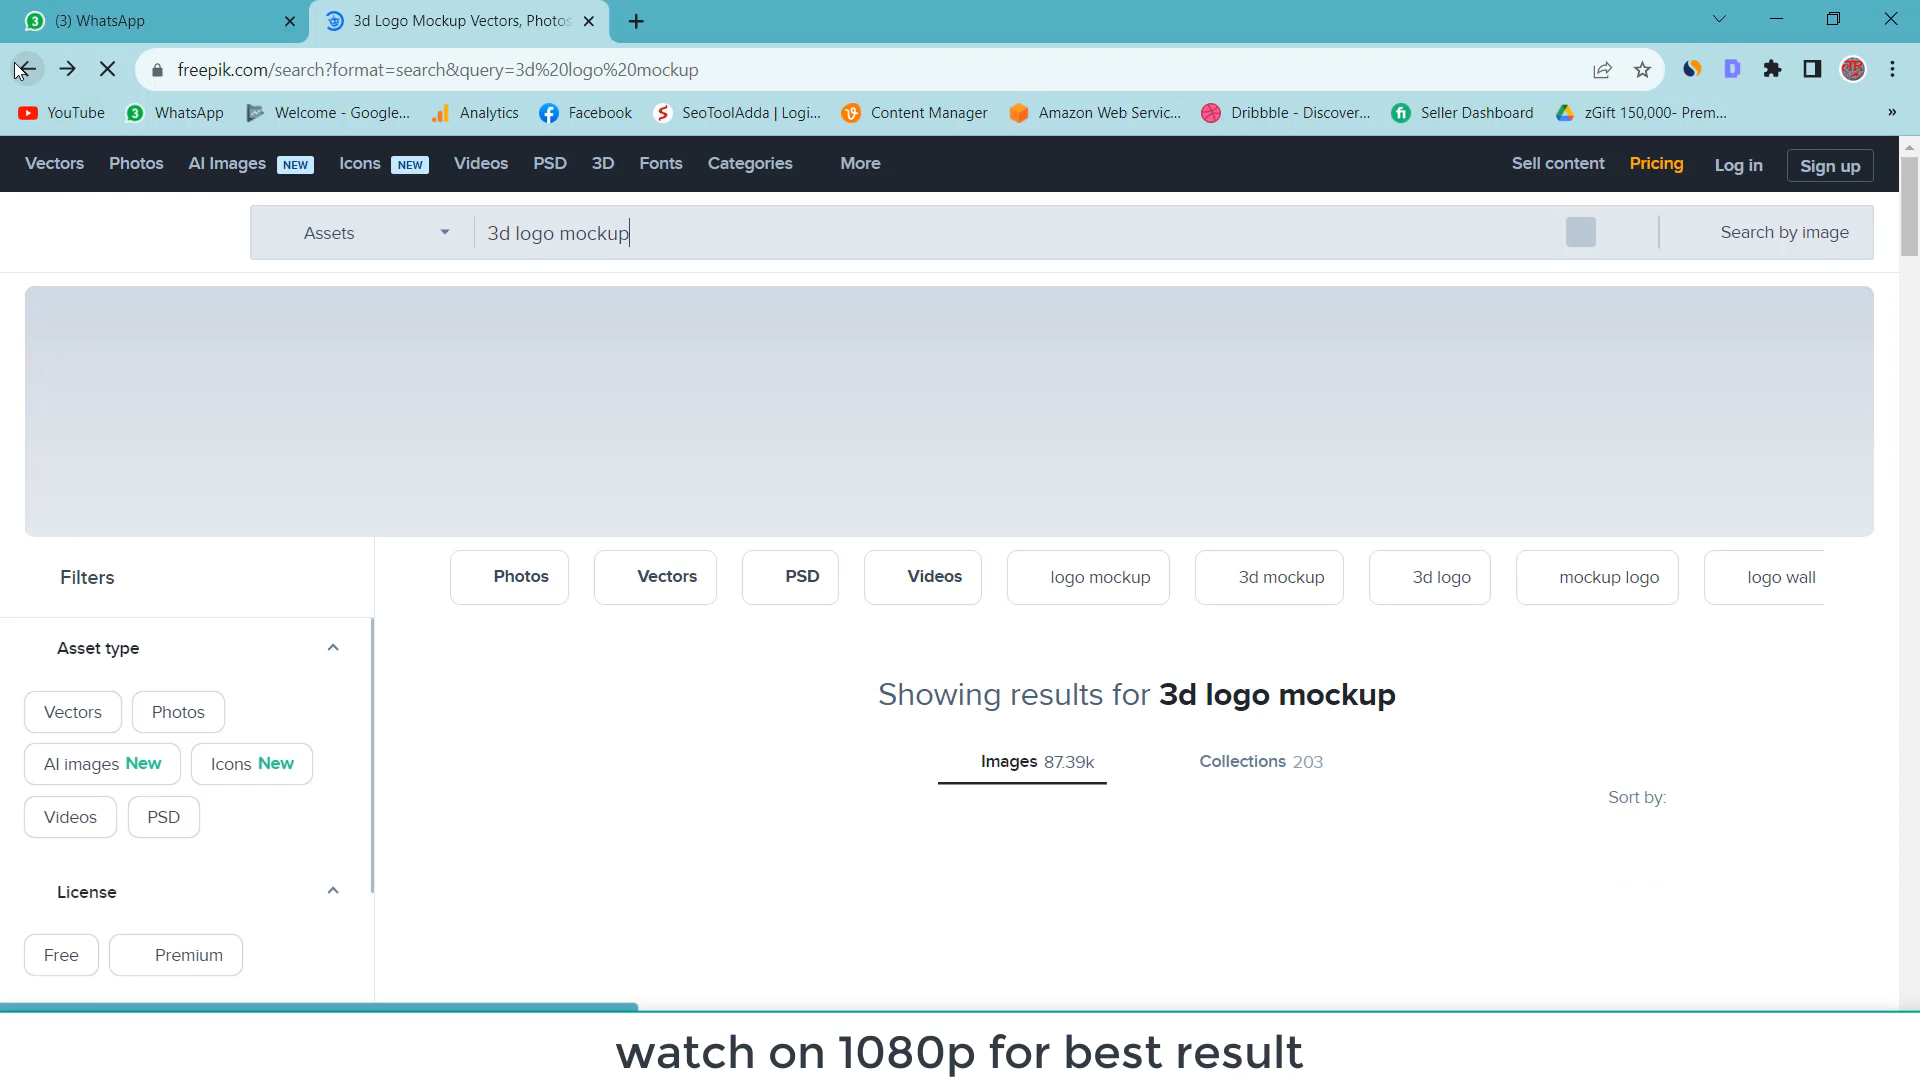 (3) WhatsApp
3d Logo Mockup Vectors, Photos
freepik.com/search?format=search&query=3d%20logo%20mockup
YouTube
3 WhatsApp
Welcome - Google...
Analytics
Facebook
SeoToolAdda | Logi...
Content Manager
Amazon Web Servic...
Dribbble - Discover...
Seller Dashboard
zGift 150,000- Prem...
»
Vectors Photos AI Images NEW Icons NEW Videos PSD 3D Fonts Categories More Sell content Pricing Log in Sign up
Assets 3d logo mockup Search by image
Filters Photos Vectors PSD Videos logo mockup 3d mockup 3d logo mockup logo logo wall
Asset type
Showing results for 3d logo mockup
Vectors Photos
Images 87.39k Collections 203
AI images New Icons New
Sort by:
Videos PSD
License
Free Premium
watch on 1080p for best result